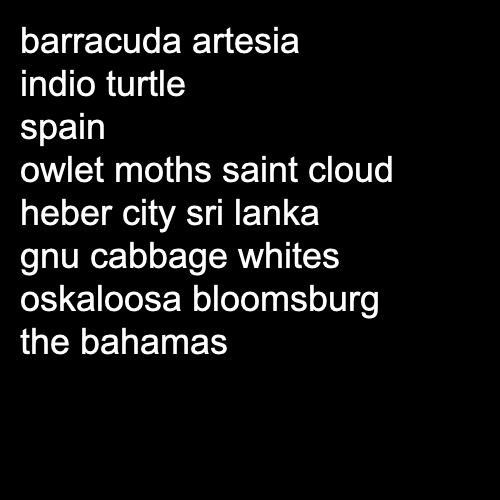 barracuda artesia
indio turtle
spain
owlet moths saint cloud
heber city sri lanka
gnu cabbage whites
oskaloosa bloomsburg
the bahamas